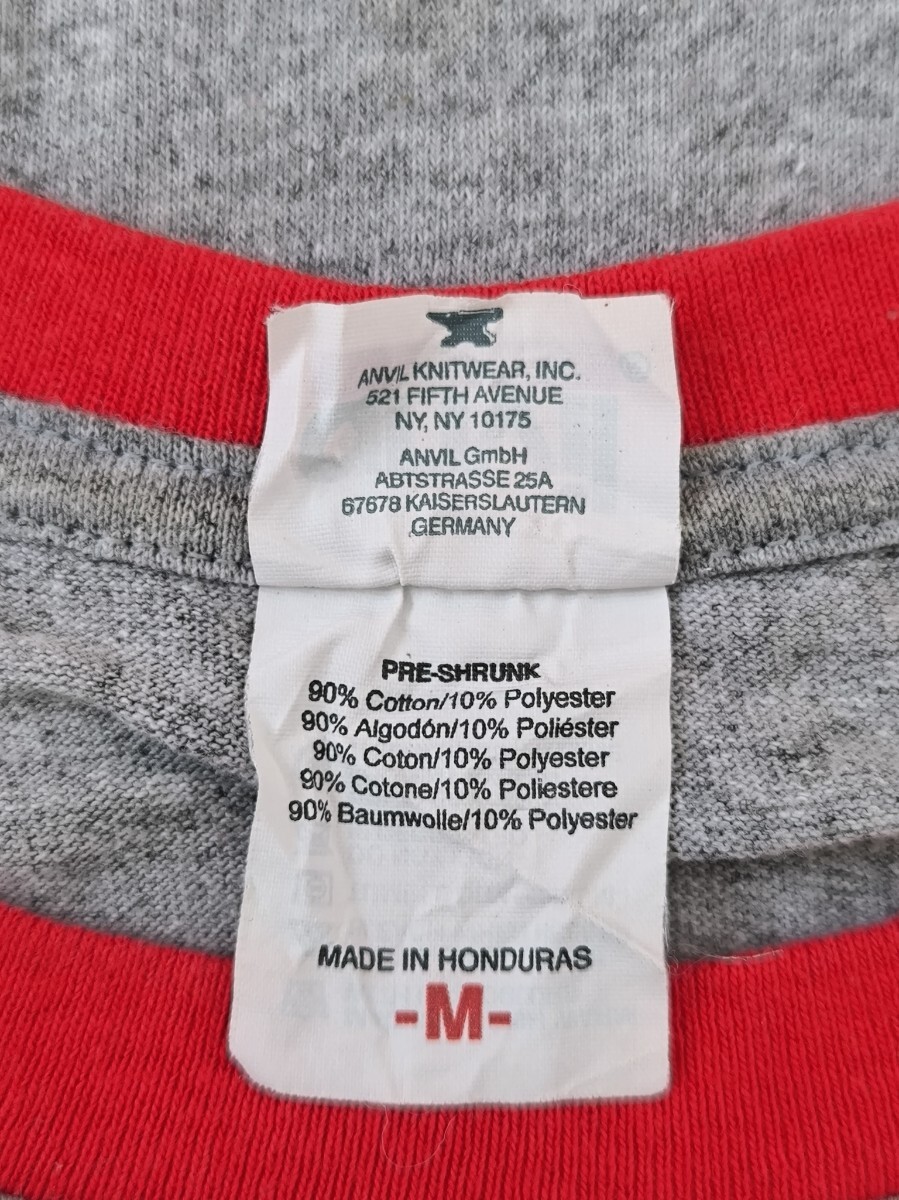 ANVIL KNITWEAR, INC.
521 FIFTH AVENUE
NY, NY 10175
ANVIL GmbH
ABTSTRASSE 25A
67678 KAISERSLAUTERN
GERMANY
PRE-SHRUNK
90% Cotton/10% Polyester
90% Algodón/10% Poliéster
90% Coton/10% Polyester
90% Cotone/10% Poliestere
90% Baumwolle/10% Polyester
MADE IN HONDURAS
-M-